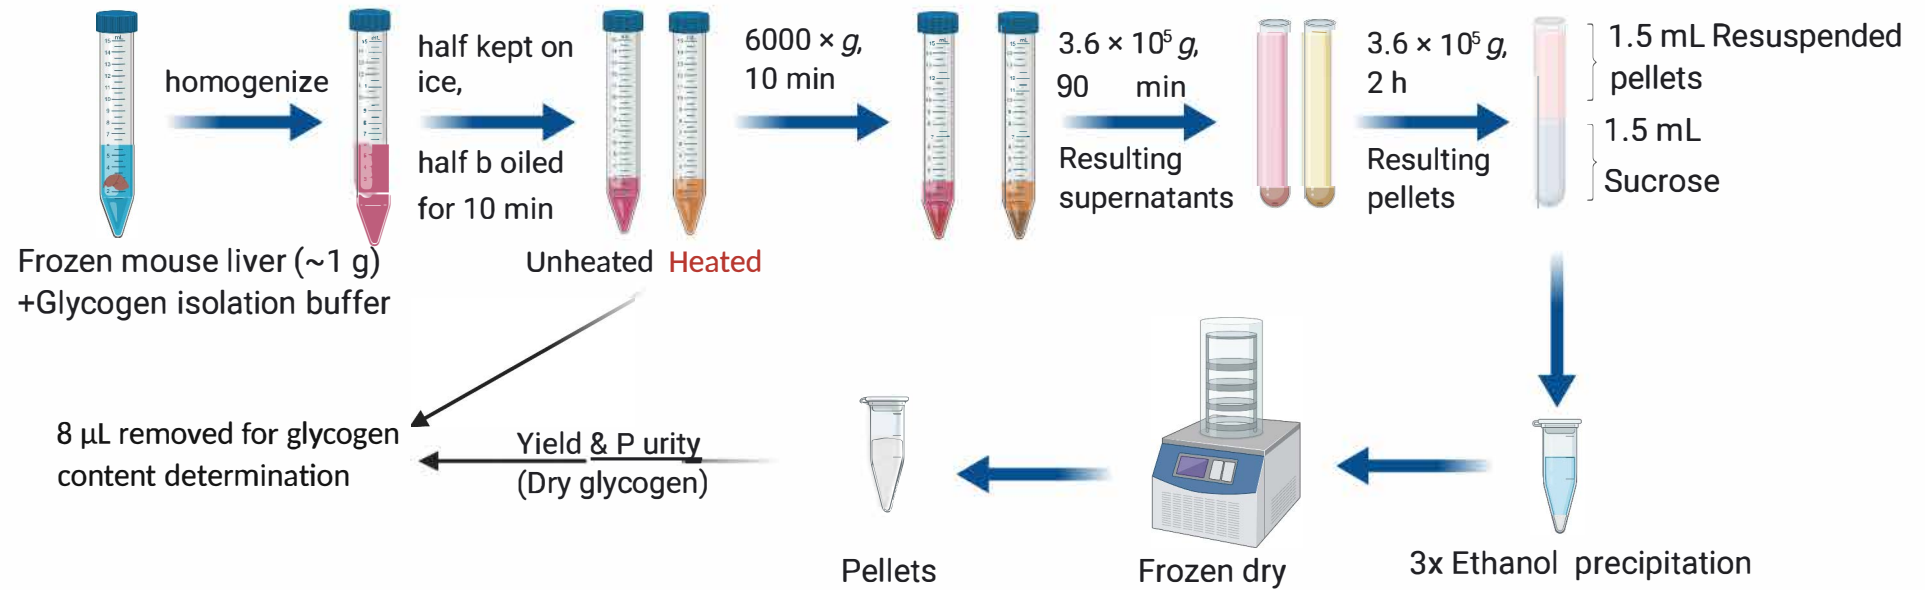 homogenize
half kept on
ice,
half b oiled
for 10 min
6000 × g,
10 min
3.6 × 10⁵ g,
90 min
Resulting
supernatants
3.6 × 10⁵ g,
2 h
Resulting
pellets
1.5 mL Resuspended
pellets
1.5 mL
Sucrose
Frozen mouse liver (~1 g)
+Glycogen isolation buffer
Unheated Heated
8 µL removed for glycogen
content determination
Yield & P urity
(Dry glycogen)
Pellets
Frozen dry
3x Ethanol precipitation